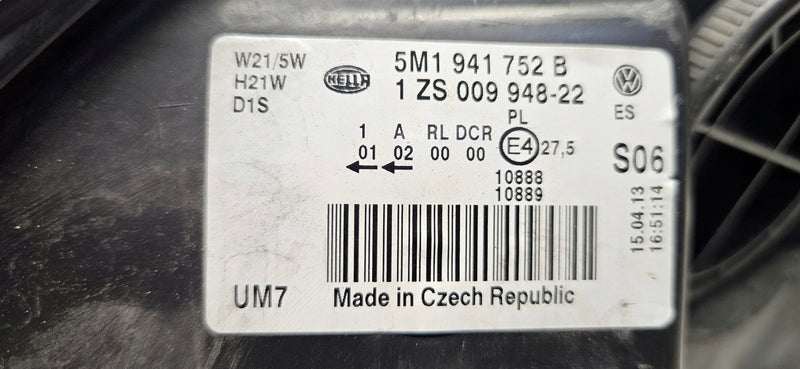 W21/5W
H21W
D1S
HELLA
5M1 941 752 B
1 ZS 009 948-22
VW
ES
PL
1 A RL DCR
01 02 00 00
E4 27,5
10888
10889
S06
15.04.13
16:51:14
UM7
Made in Czech Republic